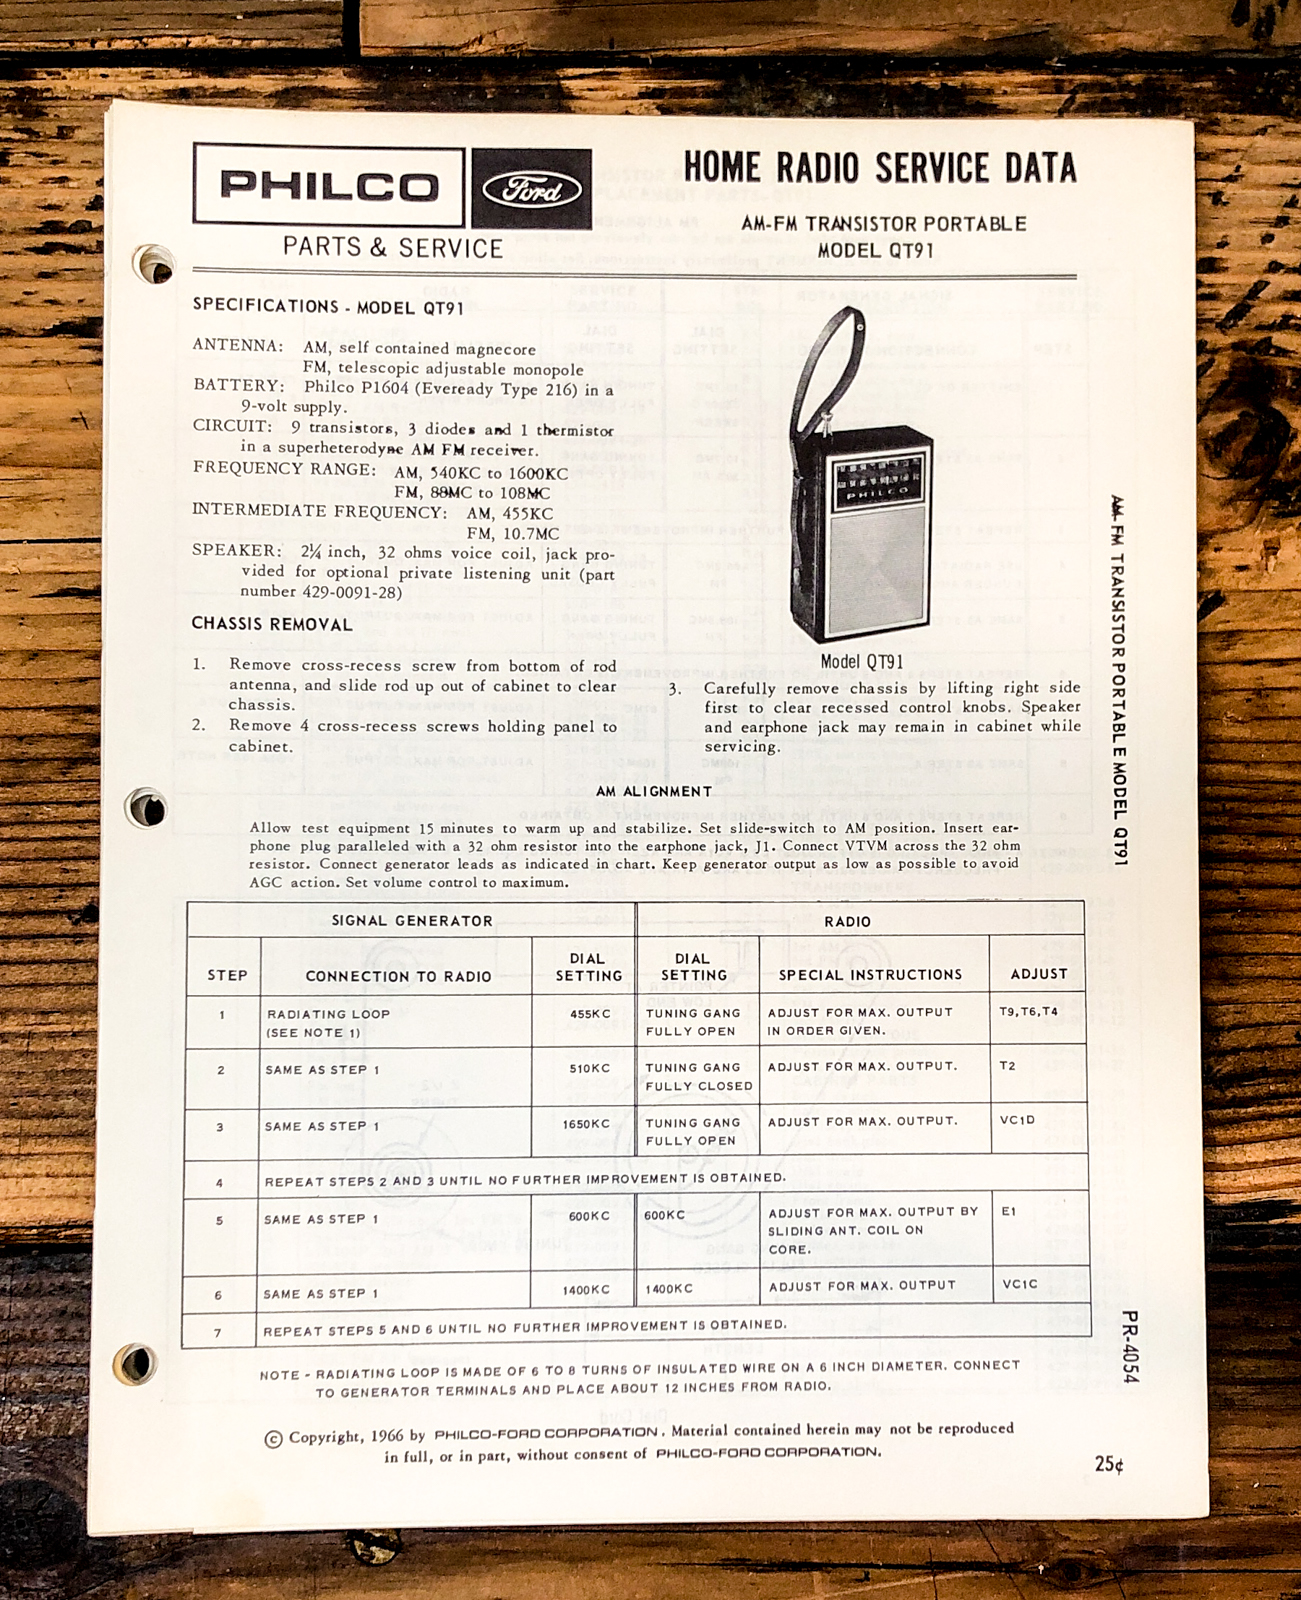 PHILCO
Ford
PARTS & SERVICE
HOME RADIO SERVICE DATA
AM-FM TRANSISTOR PORTABLE
MODEL QT91
SPECIFICATIONS - MODEL QT91
ANTENNA: AM, self contained magnecore
FM, telescopic adjustable monopole
BATTERY: Philco P1604 (Eveready Type 216) in a
9-volt supply.
CIRCUIT: 9 transistors, 3 diodes and 1 thermistor
in a superheterodyne AM FM receiver.
FREQUENCY RANGE: AM, 540KC to 1600KC
FM, 88MC to 108MC
INTERMEDIATE FREQUENCY: AM, 455KC
FM, 10.7MC
SPEAKER: 2¼ inch, 32 ohms voice coil, jack pro-
vided for optional private listening unit (part
number 429-0091-28)
CHASSIS REMOVAL
1. Remove cross-recess screw from bottom of rod
antenna, and slide rod up out of cabinet to clear
chassis.
2. Remove 4 cross-recess screws holding panel to
cabinet.
PHILCO
Model QT91
3. Carefully remove chassis by lifting right side
first to clear recessed control knobs. Speaker
and earphone jack may remain in cabinet while
servicing.
AM ALIGNMENT
Allow test equipment 15 minutes to warm up and stabilize. Set slide-switch to AM position. Insert ear-
phone plug paralleled with a 32 ohm resistor into the earphone jack, J1. Connect VTVM across the 32 ohm
resistor. Connect generator leads as indicated in chart. Keep generator output as low as possible to avoid
AGC action. Set volume control to maximum.
SIGNAL GENERATOR RADIO
STEP CONNECTION TO RADIO DIAL SETTING DIAL SETTING SPECIAL INSTRUCTIONS ADJUST
1 RADIATING LOOP 455KC TUNING GANG ADJUST FOR MAX. OUTPUT T9,T6,T4
(SEE NOTE 1) FULLY OPEN IN ORDER GIVEN.
2 SAME AS STEP 1 510KC TUNING GANG ADJUST FOR MAX. OUTPUT. T2
FULLY CLOSED
3 SAME AS STEP 1 1650KC TUNING GANG ADJUST FOR MAX. OUTPUT. VC1D
FULLY OPEN
4 REPEAT STEPS 2 AND 3 UNTIL NO FURTHER IMPROVEMENT IS OBTAINED.
5 SAME AS STEP 1 600KC 600KC ADJUST FOR MAX. OUTPUT BY E1
SLIDING ANT. COIL ON
CORE.
6 SAME AS STEP 1 1400KC 1400KC ADJUST FOR MAX. OUTPUT VC1C
7 REPEAT STEPS 5 AND 6 UNTIL NO FURTHER IMPROVEMENT IS OBTAINED.
NOTE - RADIATING LOOP IS MADE OF 6 TO 8 TURNS OF INSULATED WIRE ON A 6 INCH DIAMETER. CONNECT
TO GENERATOR TERMINALS AND PLACE ABOUT 12 INCHES FROM RADIO.
© Copyright, 1966 by PHILCO-FORD CORPORATION. Material contained herein may not be reproduced
in full, or in part, without consent of PHILCO-FORD CORPORATION.
25¢
AM-FM TRANSISTOR PORTABLE MODEL QT91
PR-4054